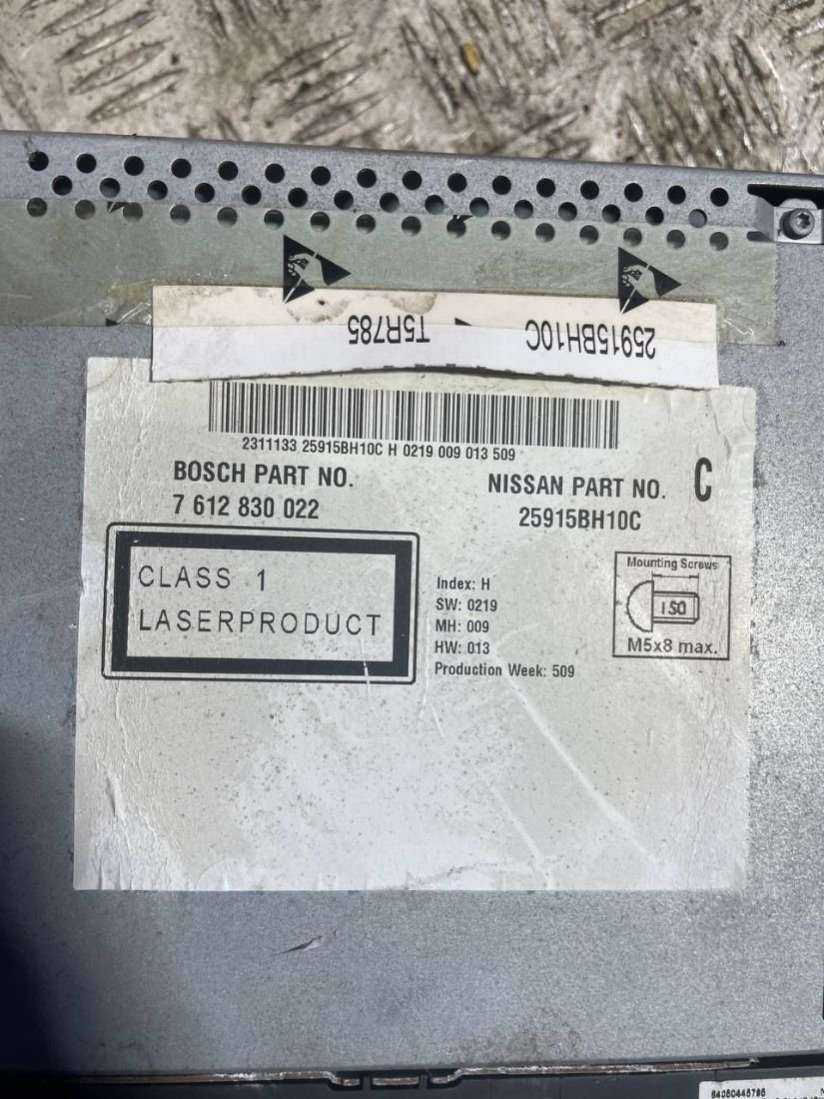 25915BH10C
T5R785
2311133 25915BH10C H 0219 009 013 509
BOSCH PART NO.
7 612 830 022
NISSAN PART NO.
25915BH10C
C
CLASS 1
LASERPRODUCT
Index: H
SW: 0219
MH: 009
HW: 013
Production Week: 509
Mounting Screws
ISO
M5x8 max.